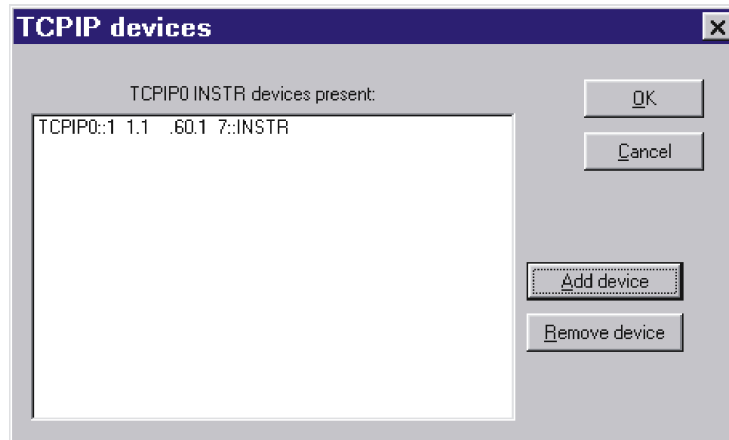 TCPIP devices
TCPIP0 INSTR devices present:
TCPIP0::1 1.1 .60.1 7::INSTR
OK
Cancel
Add device
Remove device